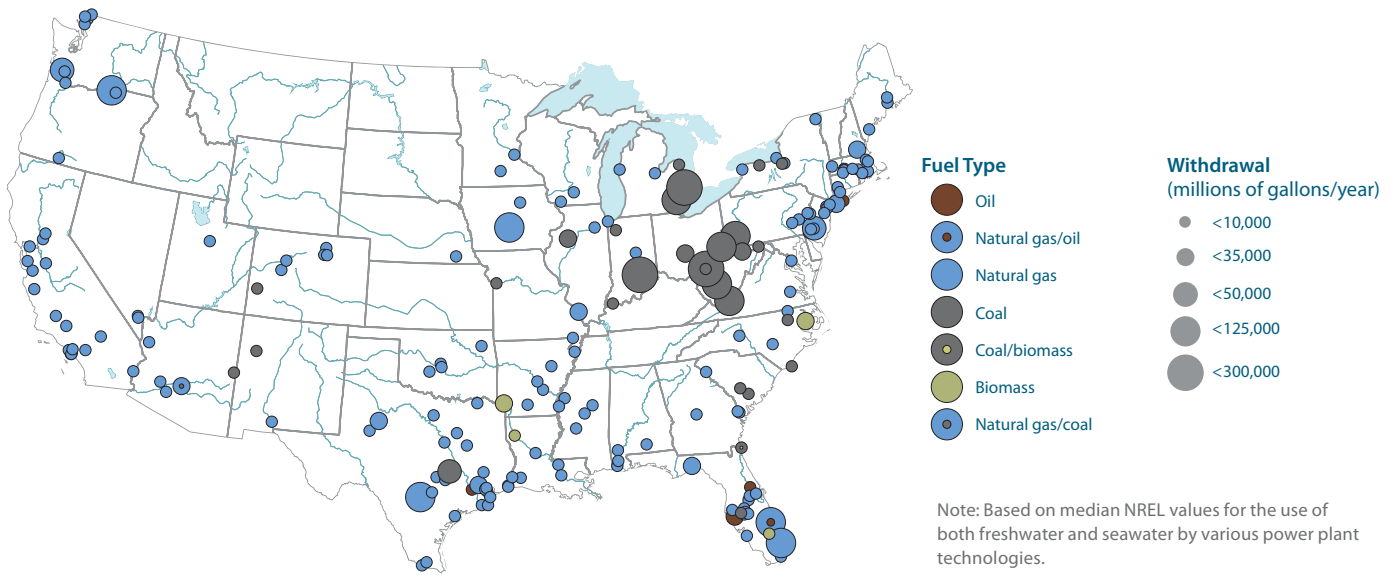 Fuel Type
Oil
Natural gas/oil
Natural gas
Coal
Coal/biomass
Biomass
Natural gas/coal
Withdrawal
(millions of gallons/year)
<10,000
<35,000
<50,000
<125,000
<300,000
Note: Based on median NREL values for the use of
both freshwater and seawater by various power plant
technologies.